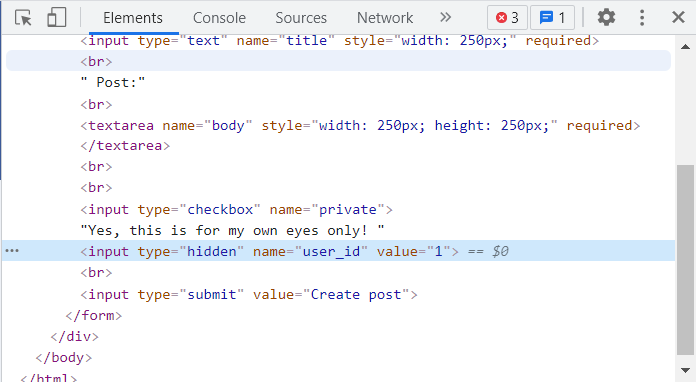 Elements Console Sources Network » 3 1
<input type="text" name="title" style="width: 250px;" required>
<br>
" Post:"
<br>
<textarea name="body" style="width: 250px; height: 250px;" required>
</textarea>
<br>
<br>
<input type="checkbox" name="private">
"Yes, this is for my own eyes only! "
<input type="hidden" name="user_id" value="1"> == $0
<br>
<input type="submit" value="Create post">
</form>
</div>
</body>
</html>